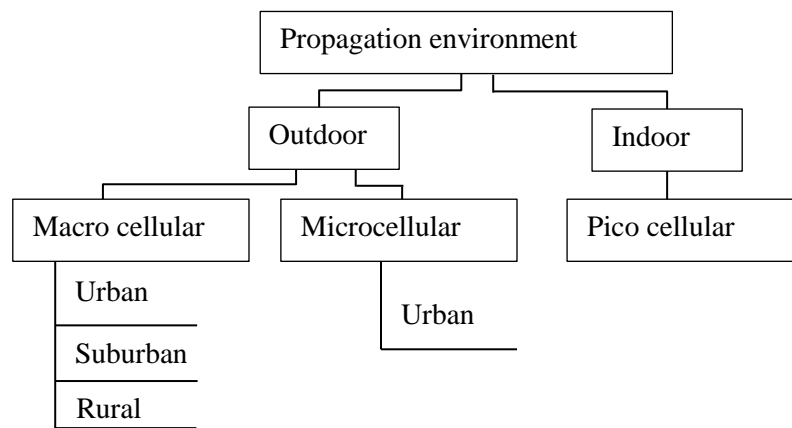 Propagation environment
Outdoor
Indoor
Macro cellular
Microcellular
Pico cellular
Urban
Suburban
Rural
Urban